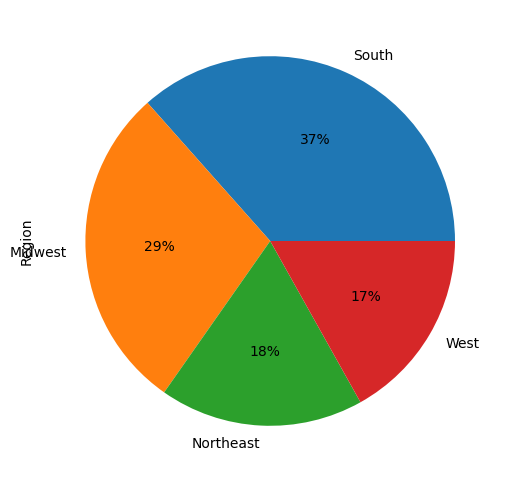 South
37%
Region
Midwest
29%
17%
West
18%
Northeast